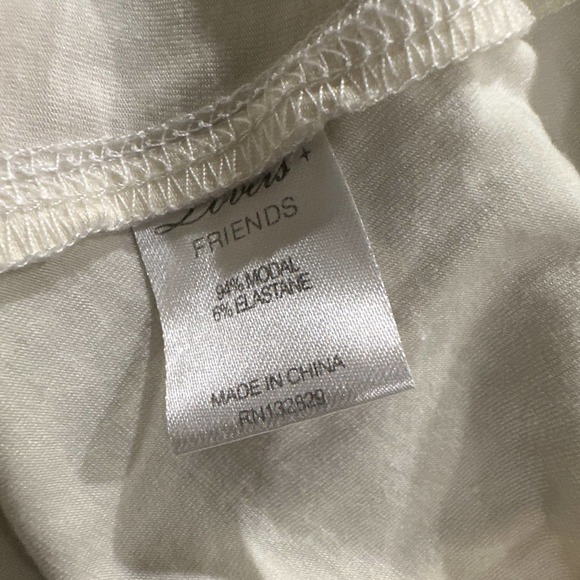 Lovers +
FRIENDS
94% MODAL
6% ELASTANE
MADE IN CHINA
RN132829